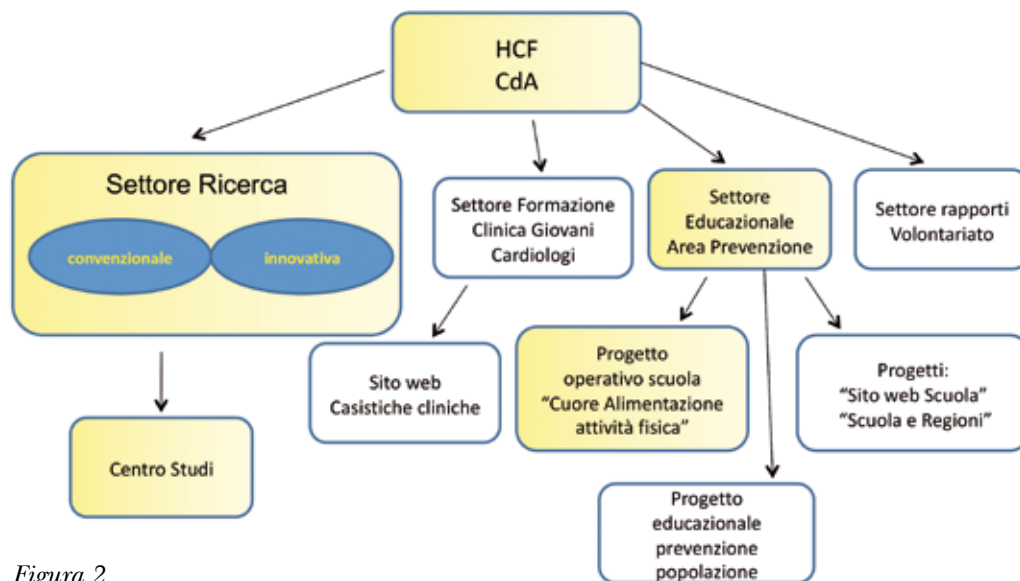 HCF
CdA
Settore Ricerca
convenzionale
innovativa
Settore Formazione
Clinica Giovani
Cardiologi
Settore
Educazionale
Area Prevenzione
Settore rapporti
Volontariato
Centro Studi
Sito web
Casistiche cliniche
Progetto
operativo scuola
“Cuore Alimentazione
attività fisica”
Progetti:
“Sito web Scuola”
“Scuola e Regioni”
Progetto
educazionale
prevenzione
popolazione
Figura 2